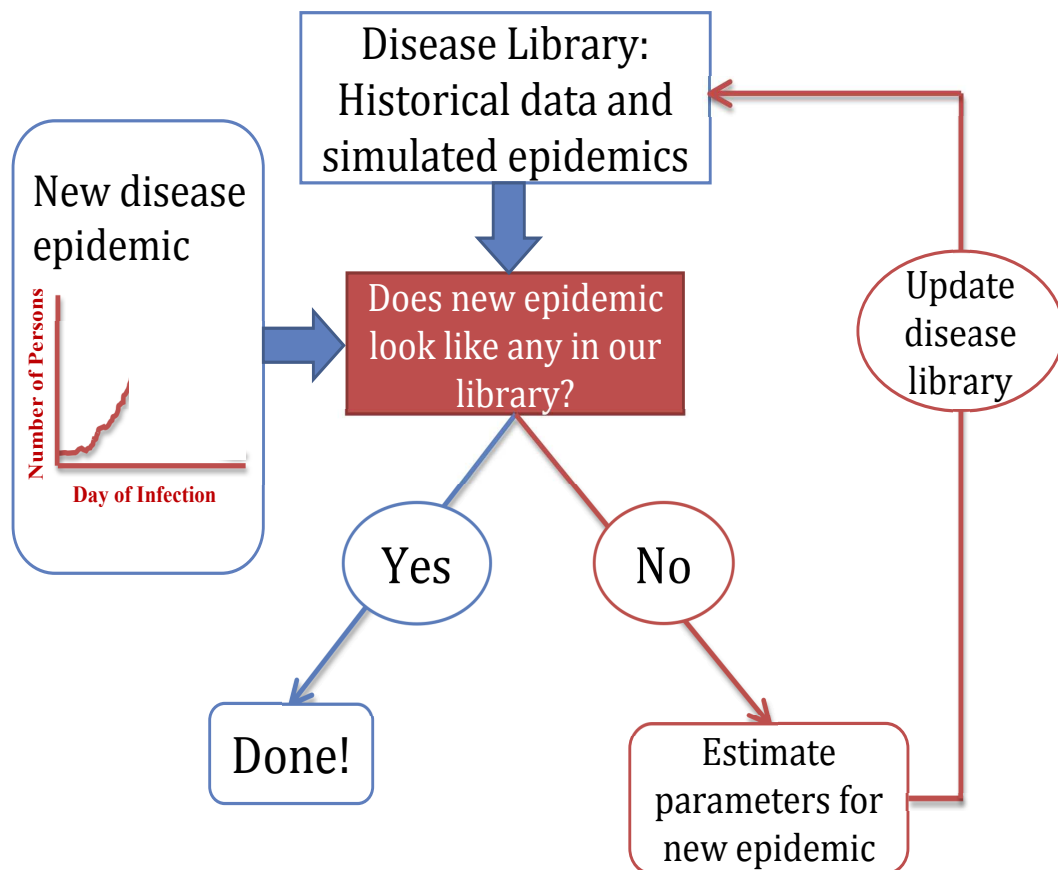 Disease Library:
Historical data and
simulated epidemics
New disease
epidemic
Number of Persons
Day of Infection
Does new epidemic
look like any in our
library?
Update
disease
library
Yes
No
Done!
Estimate
parameters for
new epidemic